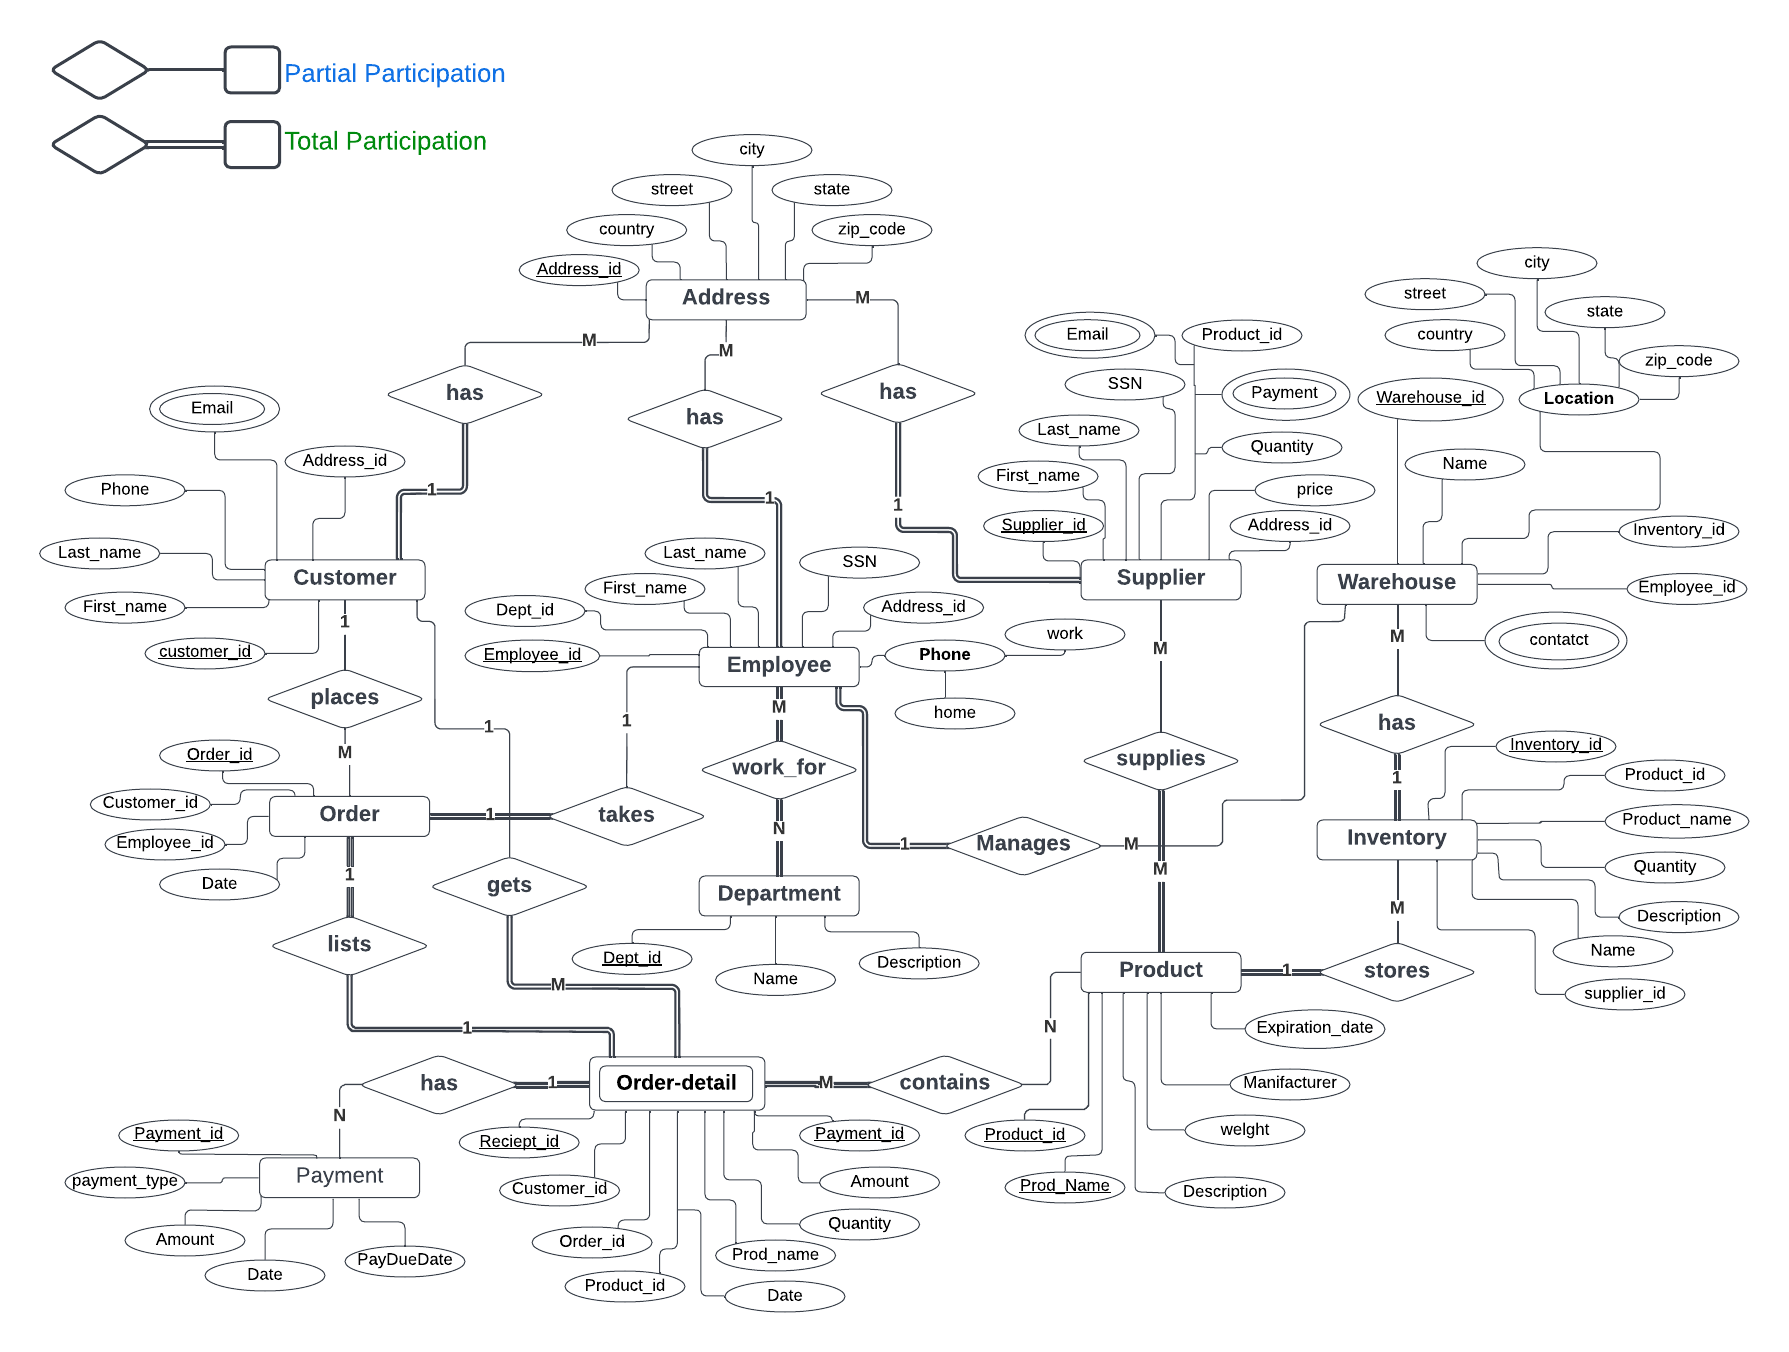 Partial Participation
Total Participation
city
street
state
country
zip_code
Address_id
Address
M
M
M
has
has
has
1
1
1
Email
Address_id
Phone
Last_name
First_name
customer_id
Customer
1
places
M
1
gets
M
Email
Product_id
SSN
Payment
Last_name
Quantity
First_name
price
Supplier_id
Address_id
Supplier
M
supplies
M
city
street
state
country
zip_code
Warehouse_id
Location
Name
Inventory_id
Employee_id
contatct
Warehouse
M
has
1
Last_name
SSN
First_name
Dept_id
Address_id
Employee_id
Phone
work
home
Employee
1
takes
1
M
work_for
N
1
Manages
M
Order_id
Customer_id
Employee_id
Date
Order
1
lists
1
Department
Dept_id
Name
Description
Inventory_id
Product_id
Product_name
Quantity
Description
Name
supplier_id
Inventory
M
stores
1
Product
Expiration_date
Manifacturer
welght
Description
Product_id
Prod_Name
N
contains
M
Order-detail
1
has
N
Reciept_id
Customer_id
Order_id
Product_id
Date
Prod_name
Quantity
Amount
Payment_id
Payment_id
payment_type
Amount
Date
PayDueDate
Payment